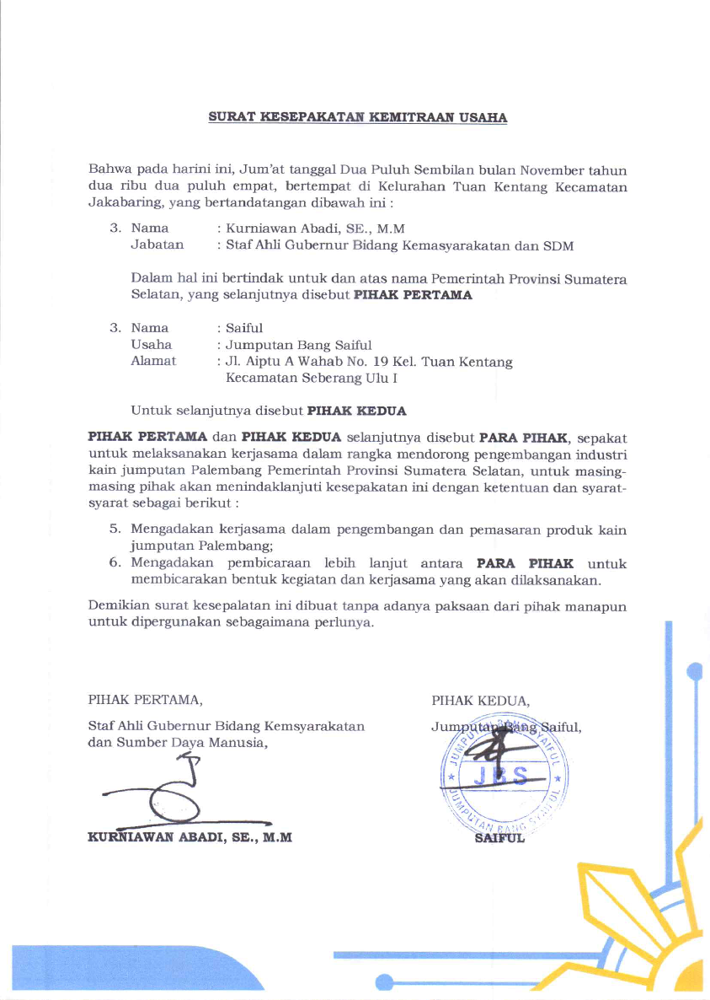 SURAT KESEPAKATAN KEMITRAAN USAHA
Bahwa pada harini ini, Jum'at tanggal Dua Puluh Sembilan bulan November tahun
dua ribu dua puluh empat, bertempat di Kelurahan Tuan Kentang Kecamatan
Jakabaring, yang bertandatangan dibawah ini :
3. Nama : Kurniawan Abadi, SE., M.M
Jabatan : Staf Ahli Gubernur Bidang Kemasyarakatan dan SDM
Dalam hal ini bertindak untuk dan atas nama Pemerintah Provinsi Sumatera
Selatan, yang selanjutnya disebut PIHAK PERTAMA
3. Nama : Saiful
Usaha : Jumputan Bang Saiful
Alamat : Jl. Aiptu A Wahab No. 19 Kel. Tuan Kentang
Kecamatan Seberang Ulu I
Untuk selanjutnya disebut PIHAK KEDUA
PIHAK PERTAMA dan PIHAK KEDUA selanjutnya disebut PARA PIHAK, sepakat
untuk melaksanakan kerjasama dalam rangka mendorong pengembangan industri
kain jumputan Palembang Pemerintah Provinsi Sumatera Selatan, untuk masing-
masing pihak akan menindaklanjuti kesepakatan ini dengan ketentuan dan syarat-
syarat sebagai berikut :
5. Mengadakan kerjasama dalam pengembangan dan pemasaran produk kain
jumputan Palembang;
6. Mengadakan pembicaraan lebih lanjut antara PARA PIHAK untuk
membicarakan bentuk kegiatan dan kerjasama yang akan dilaksanakan.
Demikian surat kesepalatan ini dibuat tanpa adanya paksaan dari pihak manapun
untuk dipergunakan sebagaimana perlunya.
PIHAK PERTAMA,
Staf Ahli Gubernur Bidang Kemsyarakatan
dan Sumber Daya Manusia,
KURNIAWAN ABADI, SE., M.M
PIHAK KEDUA,
Jumputan Bang Saiful,
JUMPUTAN BANG SYAIFUL
JBS
JUMPUTAN BANG SYAIFUL
SAIFUL